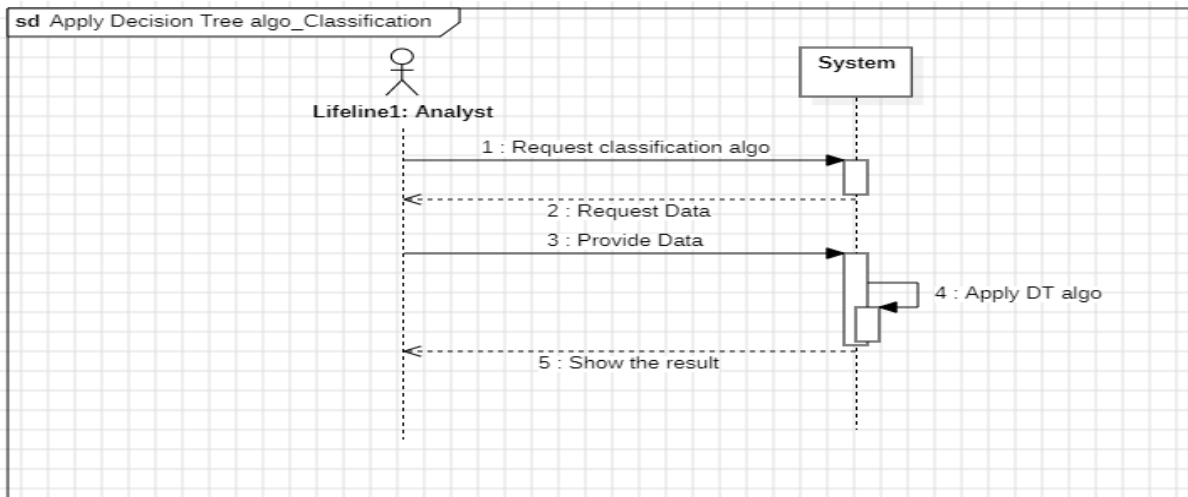 sd Apply Decision Tree algo_Classification
System
Lifeline1: Analyst
1 : Request classification algo
2 : Request Data
3 : Provide Data
4 : Apply DT algo
5 : Show the result